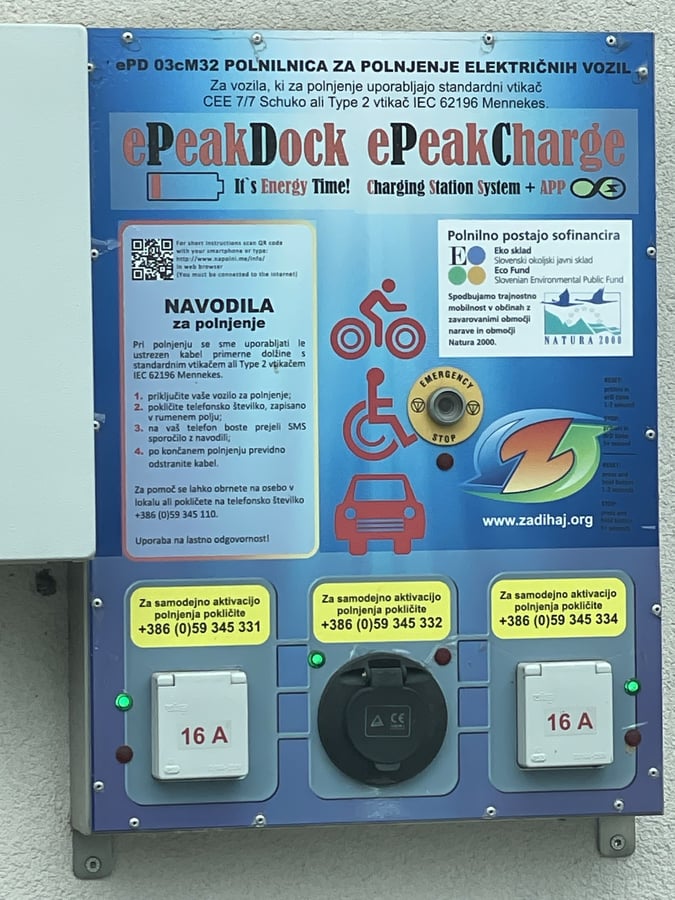 ePD 03cM32 POLNILNICA ZA POLNJENJE ELEKTRIČNIH VOZIL
Za vozila, ki za polnjenje uporabljajo standardni vtikač
CEE 7/7 Schuko ali Type 2 vtikač IEC 62196 Mennekes.
ePeakDock ePeakCharge
It`s Energy Time! Charging Station System + APP
For short instructions scan QR code
with your smartphone or type:
http://www.napolni.me/info/
in web browser
(You must be connected to the internet)
NAVODILA
za polnjenje
Pri polnjenju se sme uporabljati le
ustrezen kabel primerne dolžine s
standardnim vtikačem ali Type 2 vtikačem
IEC 62196 Mennekes.
1. priključite vaše vozilo za polnjenje;
2. pokličite telefonsko številko, zapisano
v rumenem polju;
3. na vaš telefon boste prejeli SMS
sporočilo z navodili;
4. po končanem polnjenju previdno
odstranite kabel.
Za pomoč se lahko obrnete na osebo v
lokalu ali pokličete na telefonsko številko
+386 (0)59 345 110.
Uporaba na lastno odgovornost!
Polnilno postajo sofinancira
Eko sklad
Slovenski okoljski javni sklad
Eco Fund
Slovenian Environmental Public Fund
Spodbujamo trajnostno
mobilnost v občinah z
zavarovanimi območji
narave in območji
Natura 2000.
NATURA 2000
EMERGENCY
STOP
RESET:
STOP:
RESET:
STOP:
www.zadihaj.org
Za samodejno aktivacijo
polnjenja pokličite
+386 (0)59 345 331
Za samodejno aktivacijo
polnjenja pokličite
+386 (0)59 345 332
Za samodejno aktivacijo
polnjenja pokličite
+386 (0)59 345 334
16 A
CE
16 A